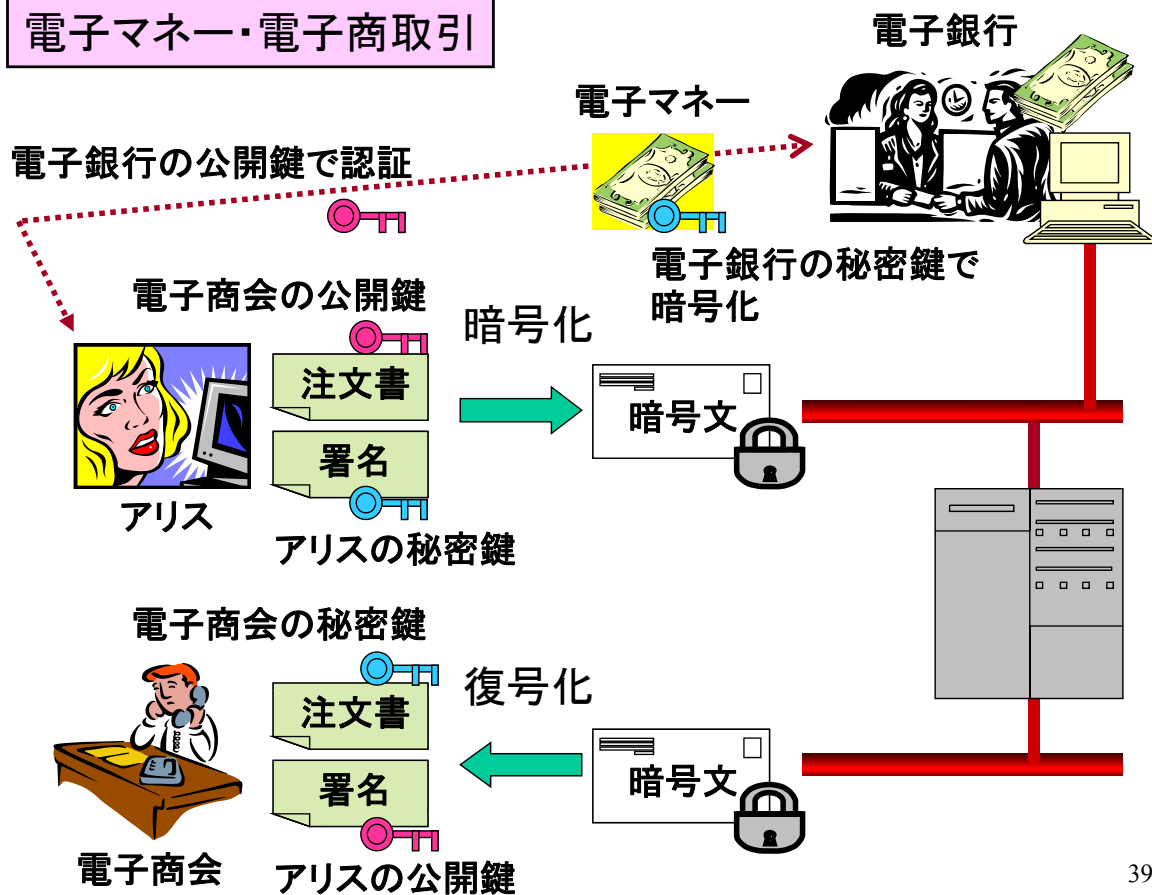 電子マネー・電子商取引
電子銀行
電子マネー
電子銀行の公開鍵で認証
電子銀行の秘密鍵で
暗号化
電子商会の公開鍵
暗号化
注文書
署名
暗号文
アリス
アリスの秘密鍵
電子商会の秘密鍵
復号化
注文書
署名
暗号文
電子商会
アリスの公開鍵
39